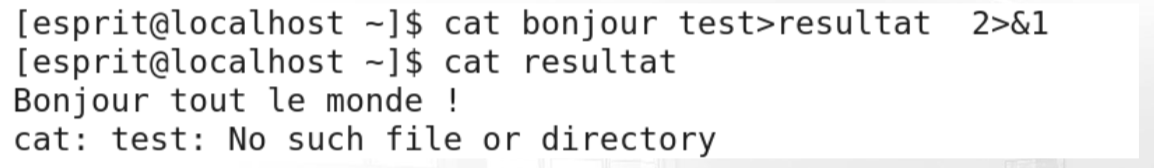 [esprit@localhost ~]$ cat bonjour test>resultat  2>&1
[esprit@localhost ~]$ cat resultat
Bonjour tout le monde !
cat: test: No such file or directory